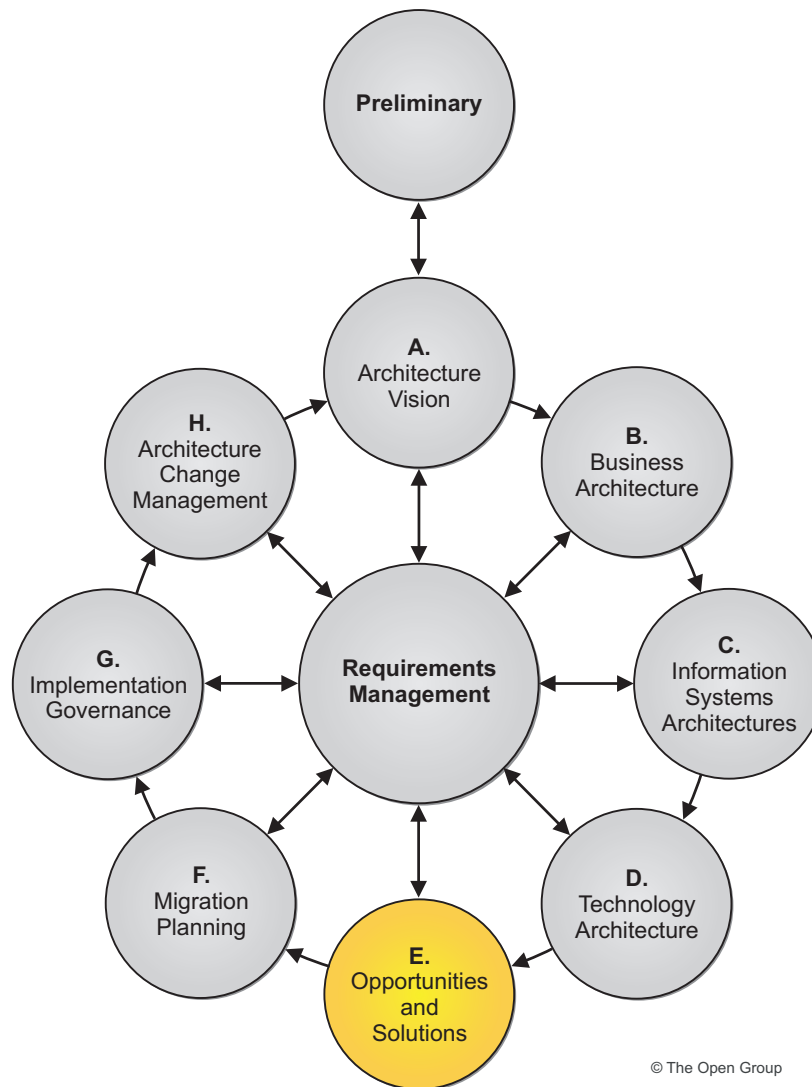 Preliminary
A.
Architecture
Vision
B.
Business
Architecture
H.
Architecture
Change
Management
Requirements
Management
C.
Information
Systems
Architectures
G.
Implementation
Governance
D.
Technology
Architecture
F.
Migration
Planning
E.
Opportunities
and
Solutions
© The Open Group